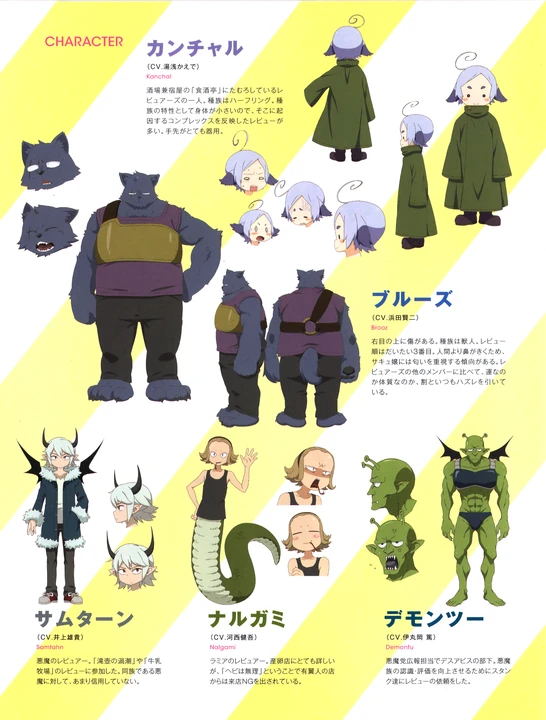 CHARACTER
カンチャル
（CV.湯浅かえで）
Kanchal
酒場兼宿屋の「食酒亭」にたむろしているレ
ビュアーズの一人。種族はハーフリング。種
族の特性として身体が小さいので、そこに起
因するコンプレックスを反映したレビューが
多い。手先がとても器用。
ブルーズ
（CV.浜田賢二）
Brooz
右目の上に傷がある。種族は獣人。レビュー
順はだいたい3番目。人間より鼻がきくため、
サキュ嬢には匂いを重視する傾向がある。レ
ビュアーズの他のメンバーに比べて、運なの
か体質なのか、割といつもハズレを引いて
いる。
サムターン
（CV.井上雄貴）
Samtahn
悪魔のレビュアー。「滝壺の渦潮」や「牛乳
牧場」のレビューに参加した。同族である悪
魔に対して、あまり信用していない。
ナルガミ
（CV.河西健吾）
Nalgami
ラミアのレビュアー。産卵店にとても詳し
いが、「ヘビは無理」ということで有翼人の店
からは来店NGを出されている。
デモンツー
（CV.伊丸岡 篤）
Demontu
悪魔党広報担当でデスアビスの部下。悪魔
族の認識・評価を向上させるためにスタン
ク達にレビューの依頼をした。